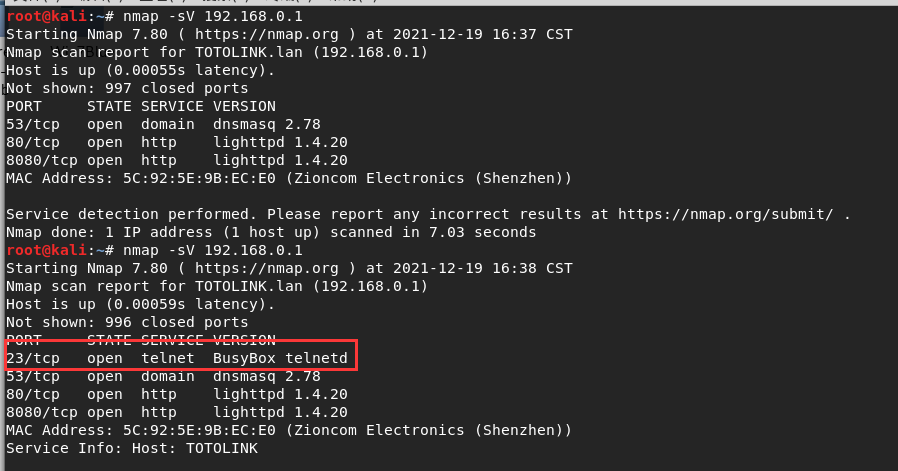 root@kali:~# nmap -sV 192.168.0.1
Starting Nmap 7.80 ( https://nmap.org ) at 2021-12-19 16:37 CST
Nmap scan report for TOTOLINK.lan (192.168.0.1)
Host is up (0.00055s latency).
Not shown: 997 closed ports
PORT     STATE SERVICE VERSION
53/tcp   open  domain  dnsmasq 2.78
80/tcp   open  http    lighttpd 1.4.20
8080/tcp open  http    lighttpd 1.4.20
MAC Address: 5C:92:5E:9B:EC:E0 (Zioncom Electronics (Shenzhen))
Service detection performed. Please report any incorrect results at https://nmap.org/submit/ .
Nmap done: 1 IP address (1 host up) scanned in 7.03 seconds
root@kali:~# nmap -sV 192.168.0.1
Starting Nmap 7.80 ( https://nmap.org ) at 2021-12-19 16:38 CST
Nmap scan report for TOTOLINK.lan (192.168.0.1)
Host is up (0.00059s latency).
Not shown: 996 closed ports
PORT     STATE SERVICE VERSION
23/tcp   open  telnet  BusyBox telnetd
53/tcp   open  domain  dnsmasq 2.78
80/tcp   open  http    lighttpd 1.4.20
8080/tcp open  http    lighttpd 1.4.20
MAC Address: 5C:92:5E:9B:EC:E0 (Zioncom Electronics (Shenzhen))
Service Info: Host: TOTOLINK